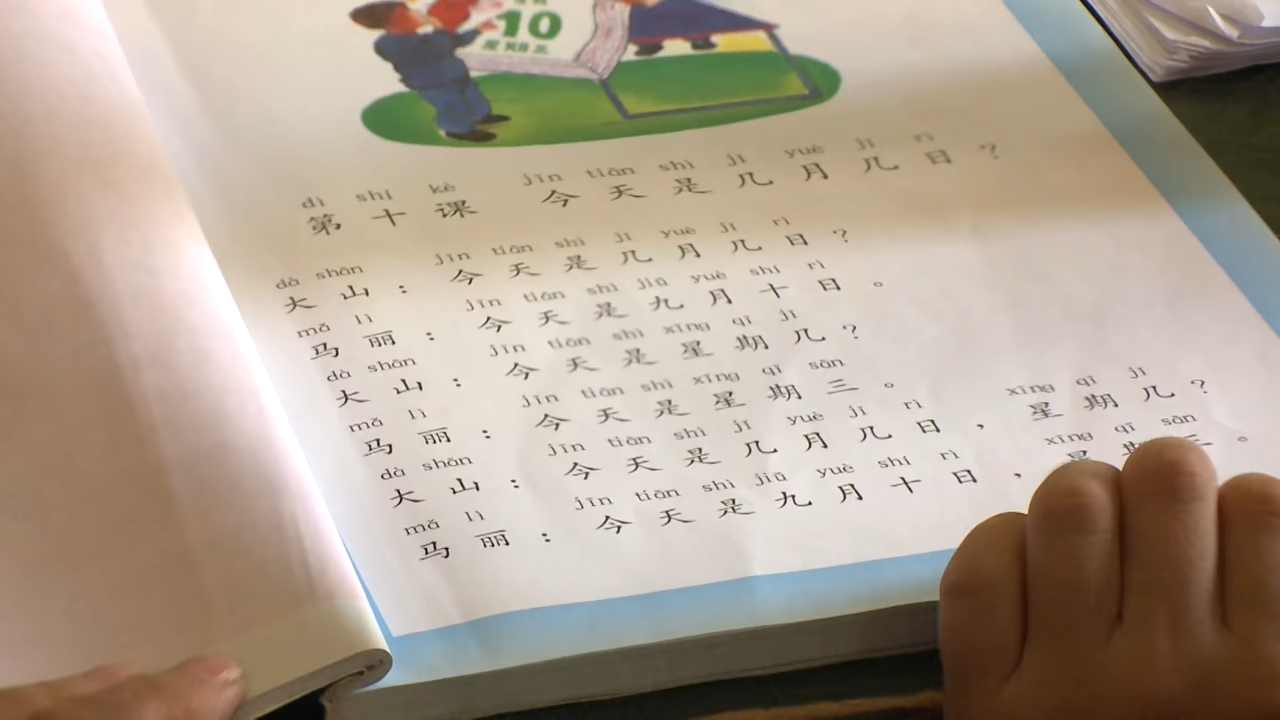 10
星期三
dì shí kè jīn tiān shì jǐ yuè jǐ rì
第十课 今天是几月几日?
dà shān jīn tiān shì jǐ yuè jǐ rì
大山：今天是几月几日?
mǎ lì jīn tiān shì jiǔ yuè shí rì
马丽：今天是九月十日。
dà shān jīn tiān shì xīng qī jǐ
大山：今天是星期几?
mǎ lì jīn tiān shì xīng qī sān
马丽：今天是星期三。
dà shān jīn tiān shì jǐ yuè jǐ rì xīng qī jǐ
大山：今天是几月几日，星期几?
mǎ lì jīn tiān shì jiǔ yuè shí rì xīng qī sān
马丽：今天是九月十日，星期三。